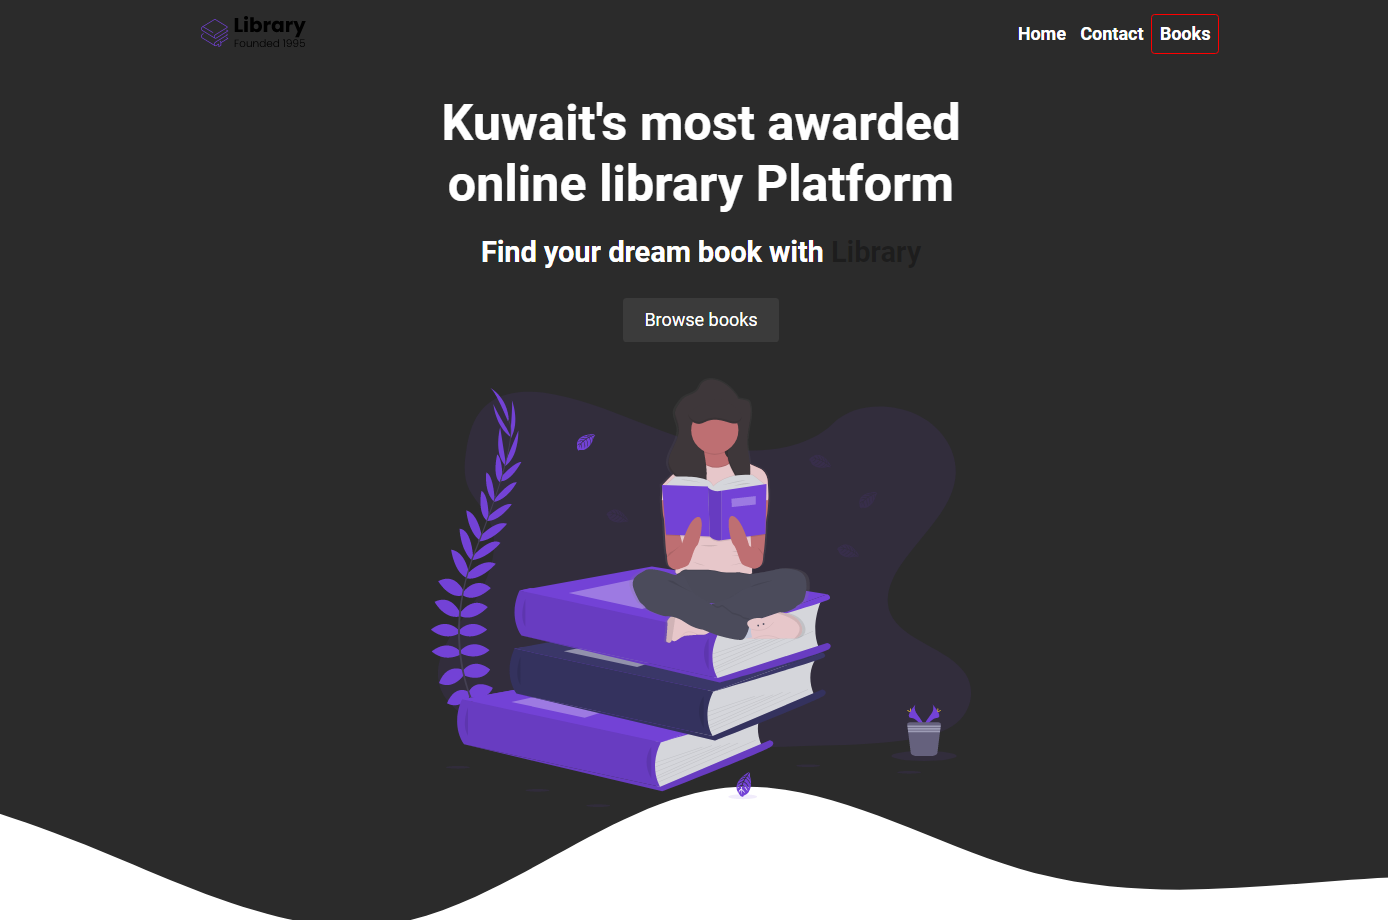 Library
Founded 1995
Home Contact Books
Kuwait's most awarded
online library Platform
Find your dream book with Library
Browse books